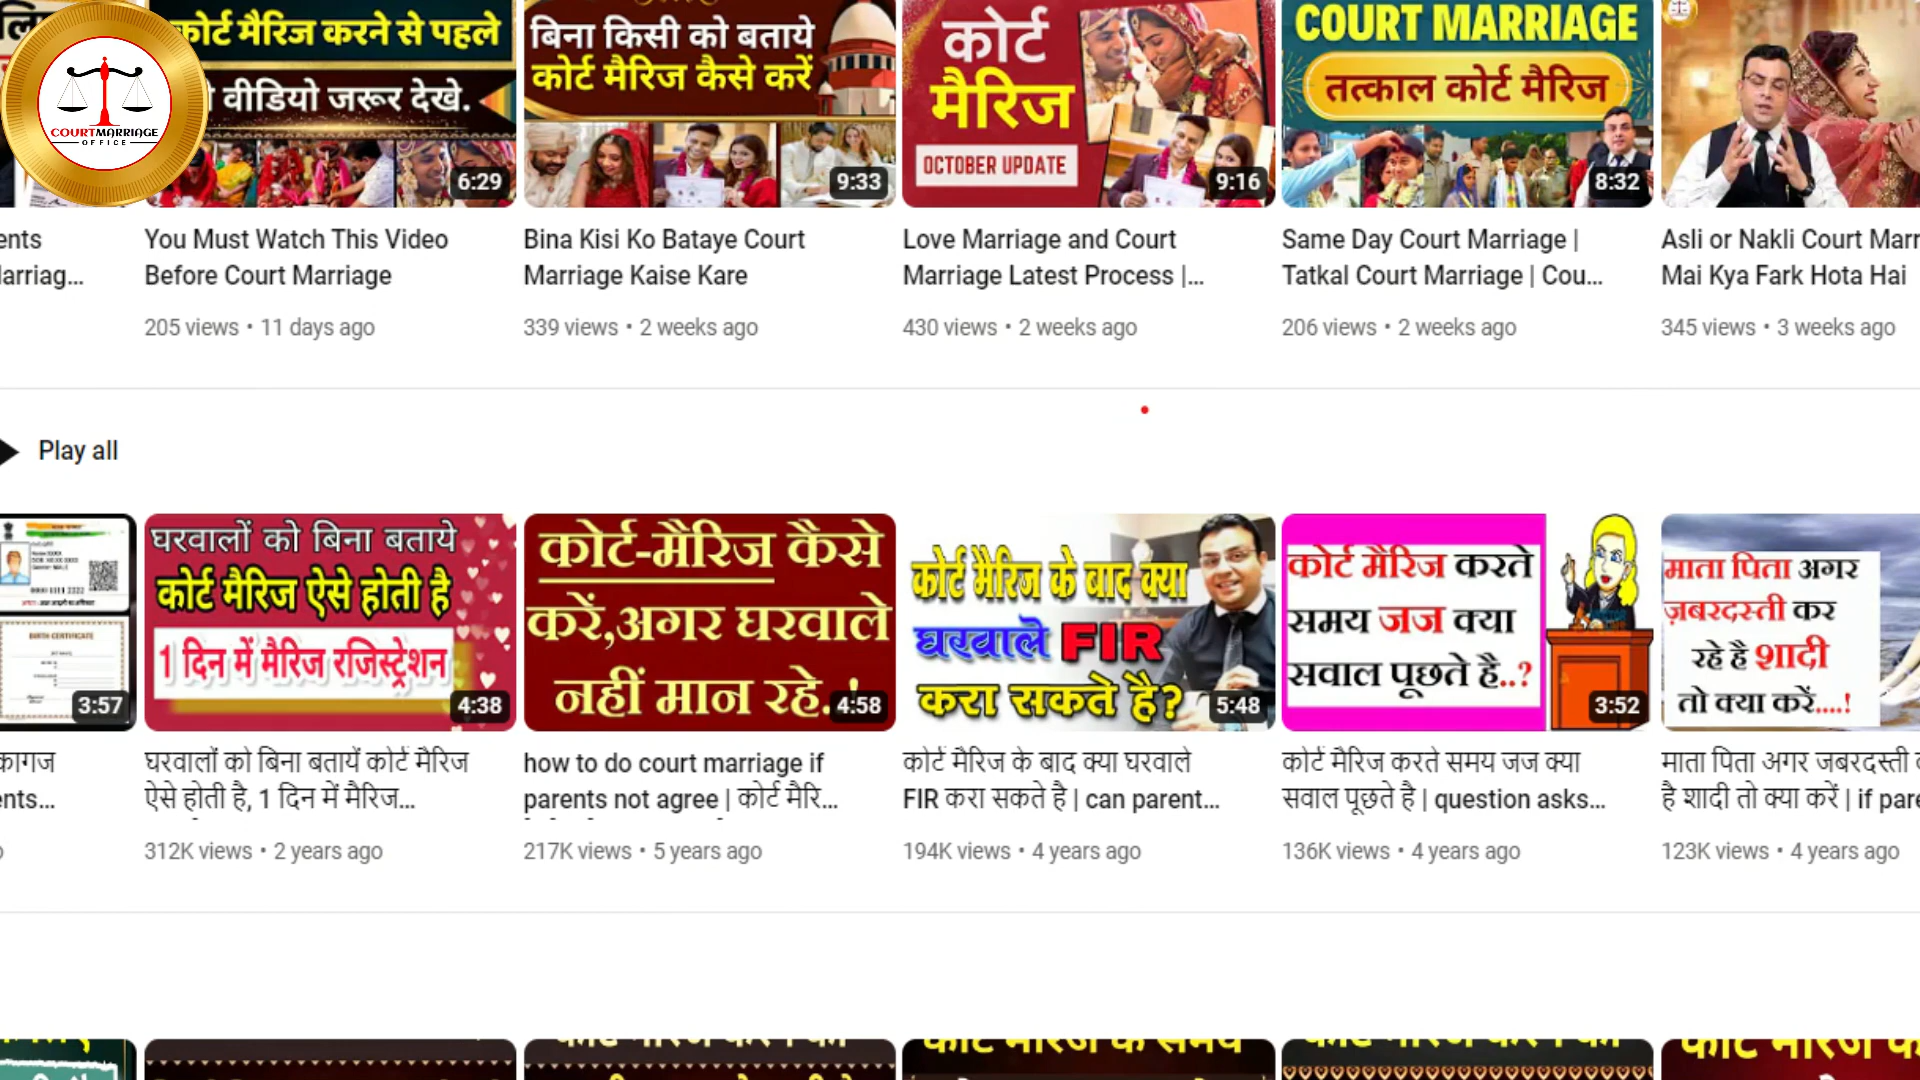 COURTMARRIAGE
OFFICE
कोर्ट मैरिज करने से पहले
वीडियो जरूर देखे.
6:29
बिना किसी को बताये
कोर्ट मैरिज कैसे करें
9:33
कोर्ट
मैरिज
OCTOBER UPDATE
9:16
COURT MARRIAGE
तत्काल कोर्ट मैरिज
8:32
You Must Watch This Video
Before Court Marriage
205 views • 11 days ago
Bina Kisi Ko Bataye Court
Marriage Kaise Kare
339 views • 2 weeks ago
Love Marriage and Court
Marriage Latest Process |...
430 views • 2 weeks ago
Same Day Court Marriage |
Tatkal Court Marriage | Cou...
206 views • 2 weeks ago
Asli or Nakli Court Marr
Mai Kya Fark Hota Hai
345 views • 3 weeks ago
Play all
BIRTH CERTIFICATE
3:57
घरवालों को बिना बताये
कोर्ट मैरिज ऐसे होती है
1 दिन में मैरिज रजिस्ट्रेशन
4:38
कोर्ट-मैरिज कैसे
करें,अगर घरवाले
नहीं मान रहे..!
4:58
कोर्ट मैरिज के बाद क्या
घरवाले FIR
करा सकते है?
5:48
कोर्ट मैरिज करते
समय जज क्या
सवाल पूछते है..?
3:52
माता पिता अगर
ज़बरदस्ती कर
रहे है शादी
तो क्या करें....!
कागज
ents...
घरवालों को बिना बतायें कोर्ट मैरिज
ऐसे होती है, 1 दिन में मैरिज...
312K views • 2 years ago
how to do court marriage if
parents not agree | कोर्ट मैरि...
217K views • 5 years ago
कोर्ट मैरिज के बाद क्या घरवाले
FIR करा सकते है | can parent...
194K views • 4 years ago
कोर्ट मैरिज करते समय जज क्या
सवाल पूछते है | question asks...
136K views • 4 years ago
माता पिता अगर जबरदस्ती
है शादी तो क्या करें | if pare
123K views • 4 years ago